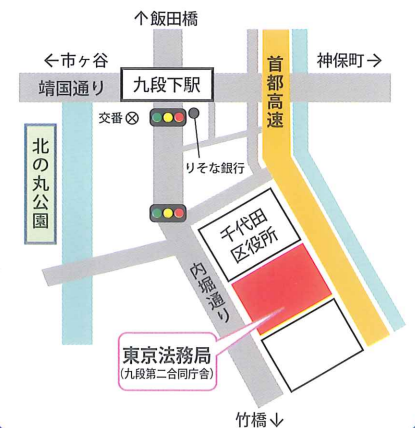 ↑飯田橋
←市ヶ谷
神保町→
靖国通り
九段下駅
首都高速
交番
りそな銀行
北の丸公園
千代田
区役所
内堀通り
東京法務局
(九段第二合同庁舎)
竹橋↓